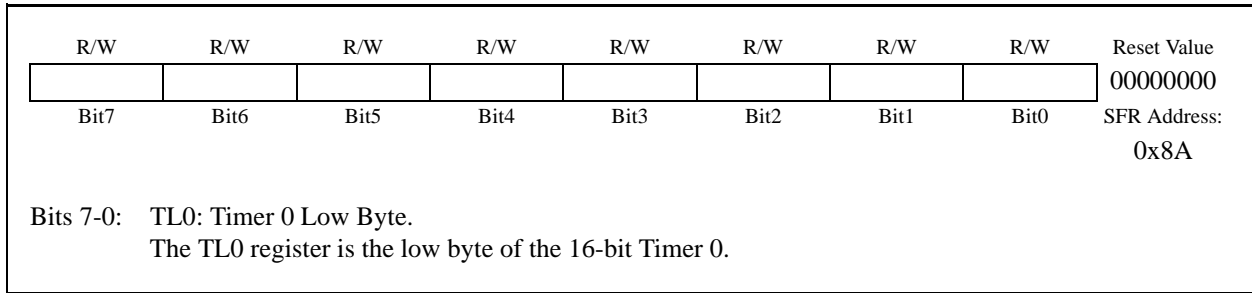 R/W R/W R/W R/W R/W R/W R/W R/W Reset Value
00000000
Bit7 Bit6 Bit5 Bit4 Bit3 Bit2 Bit1 Bit0 SFR Address:
0x8A
Bits 7-0: TL0: Timer 0 Low Byte.
The TL0 register is the low byte of the 16-bit Timer 0.